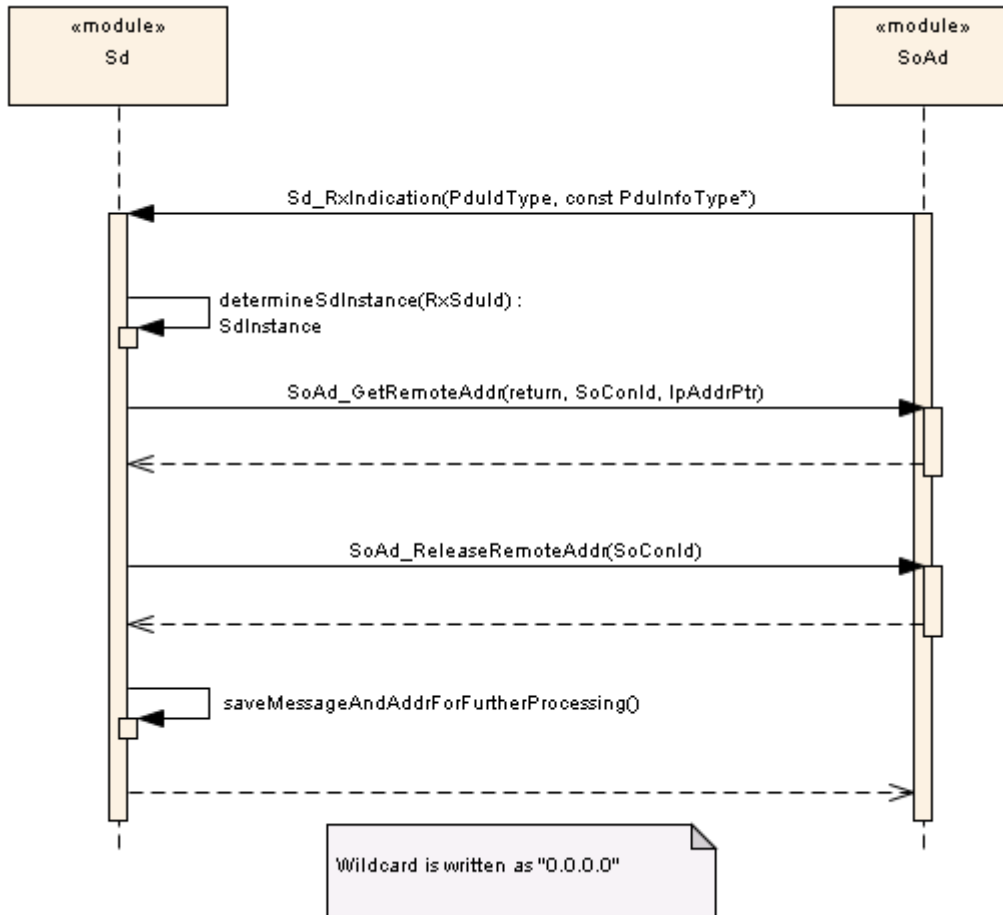 «module»
Sd
«module»
SoAd
Sd_RxIndication(PduIdType, const PduInfoType*)
determineSdInstance(RxSduId) :
SdInstance
SoAd_GetRemoteAddr(return, SoConId, IpAddrPtr)
SoAd_ReleaseRemoteAddr(SoConId)
saveMessageAndAddrForFurtherProcessing()
Wildcard is written as "0.0.0.0"